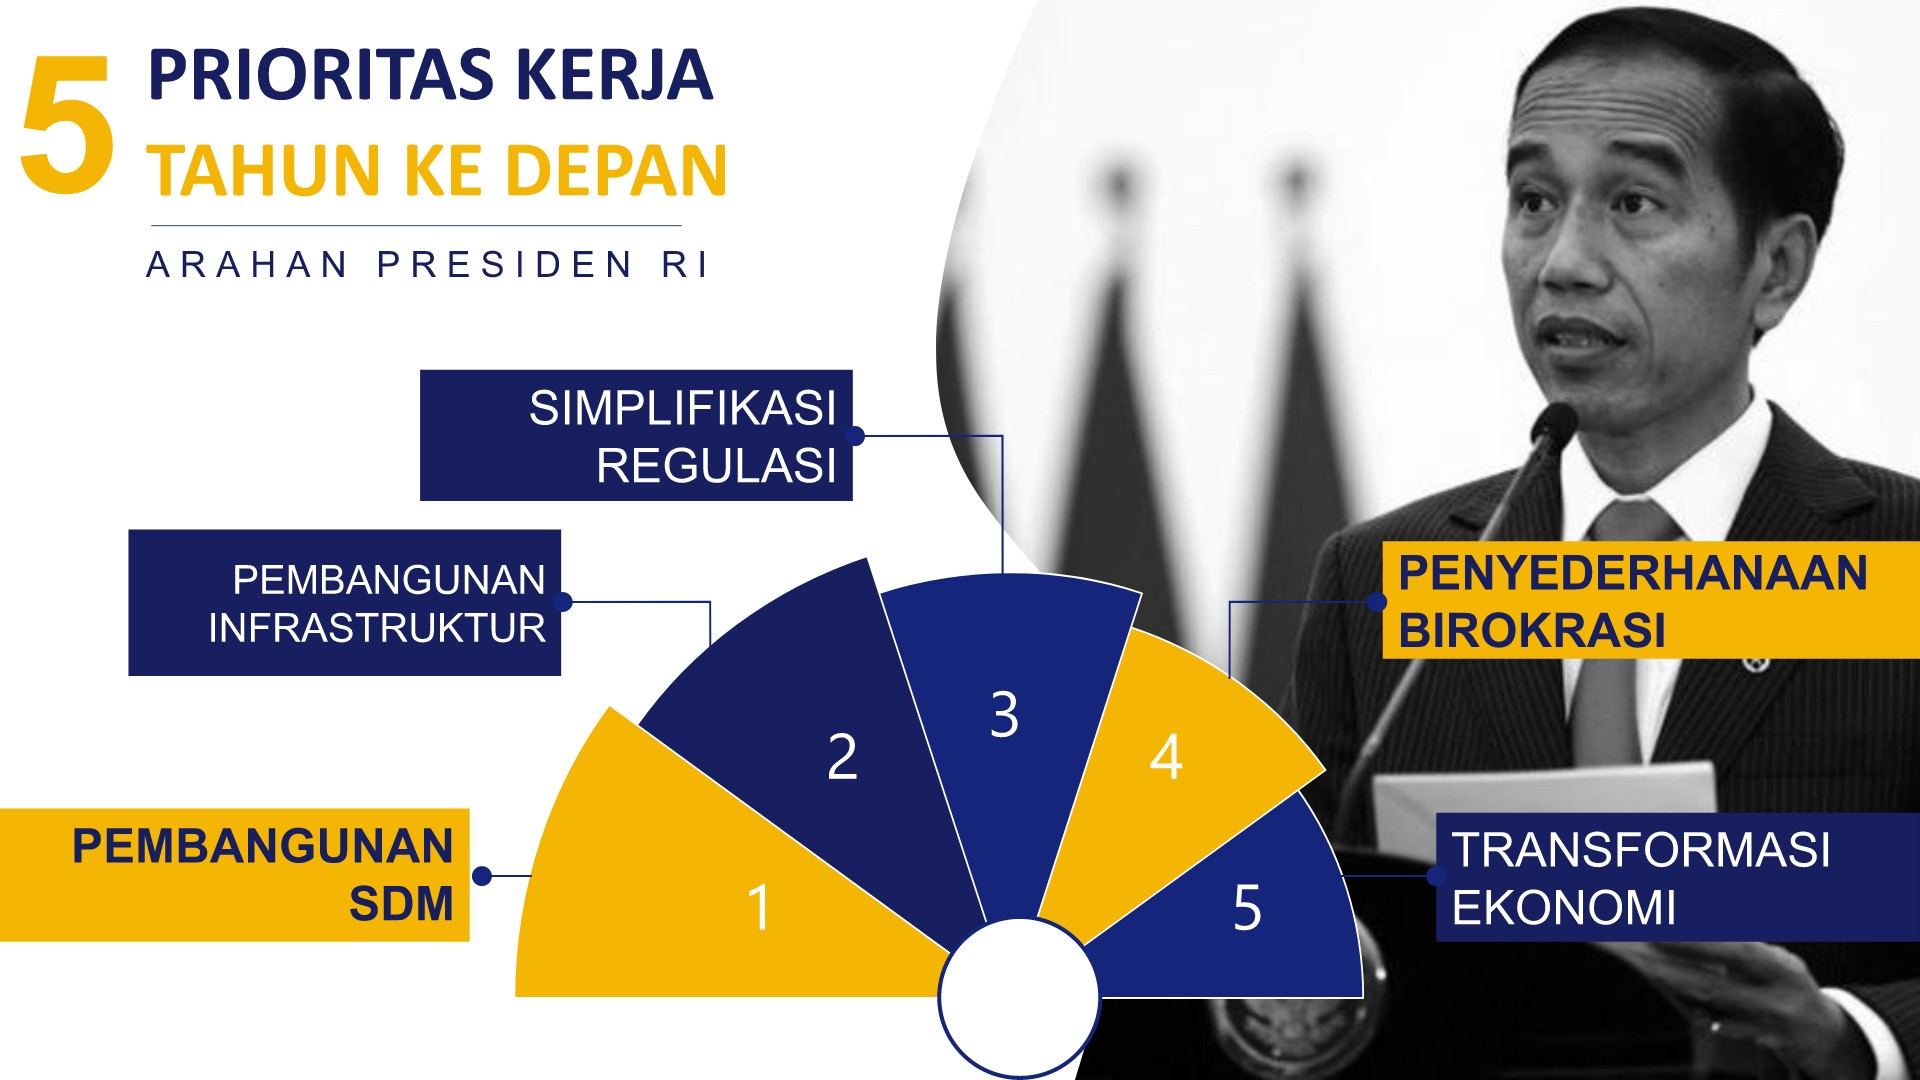 5
PRIORITAS KERJA
TAHUN KE DEPAN
ARAHAN PRESIDEN RI
SIMPLIFIKASI
REGULASI
PEMBANGUNAN
INFRASTRUKTUR
PENYEDERHANAAN
BIROKRASI
PEMBANGUNAN
SDM
TRANSFORMASI
EKONOMI
1
2
3
4
5